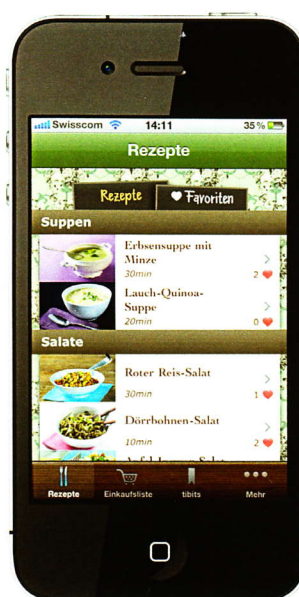 Swisscom 14:11 35 %
Rezepte
Rezepte Favoriten
Suppen
Erbsensuppe mit
Minze
30min 2
Lauch-Quinoa-
Suppe
20min 0
Salate
Roter Reis-Salat
30min 1
Dörrbohnen-Salat
10min 2
Rezepte Einkaufsliste tibits Mehr